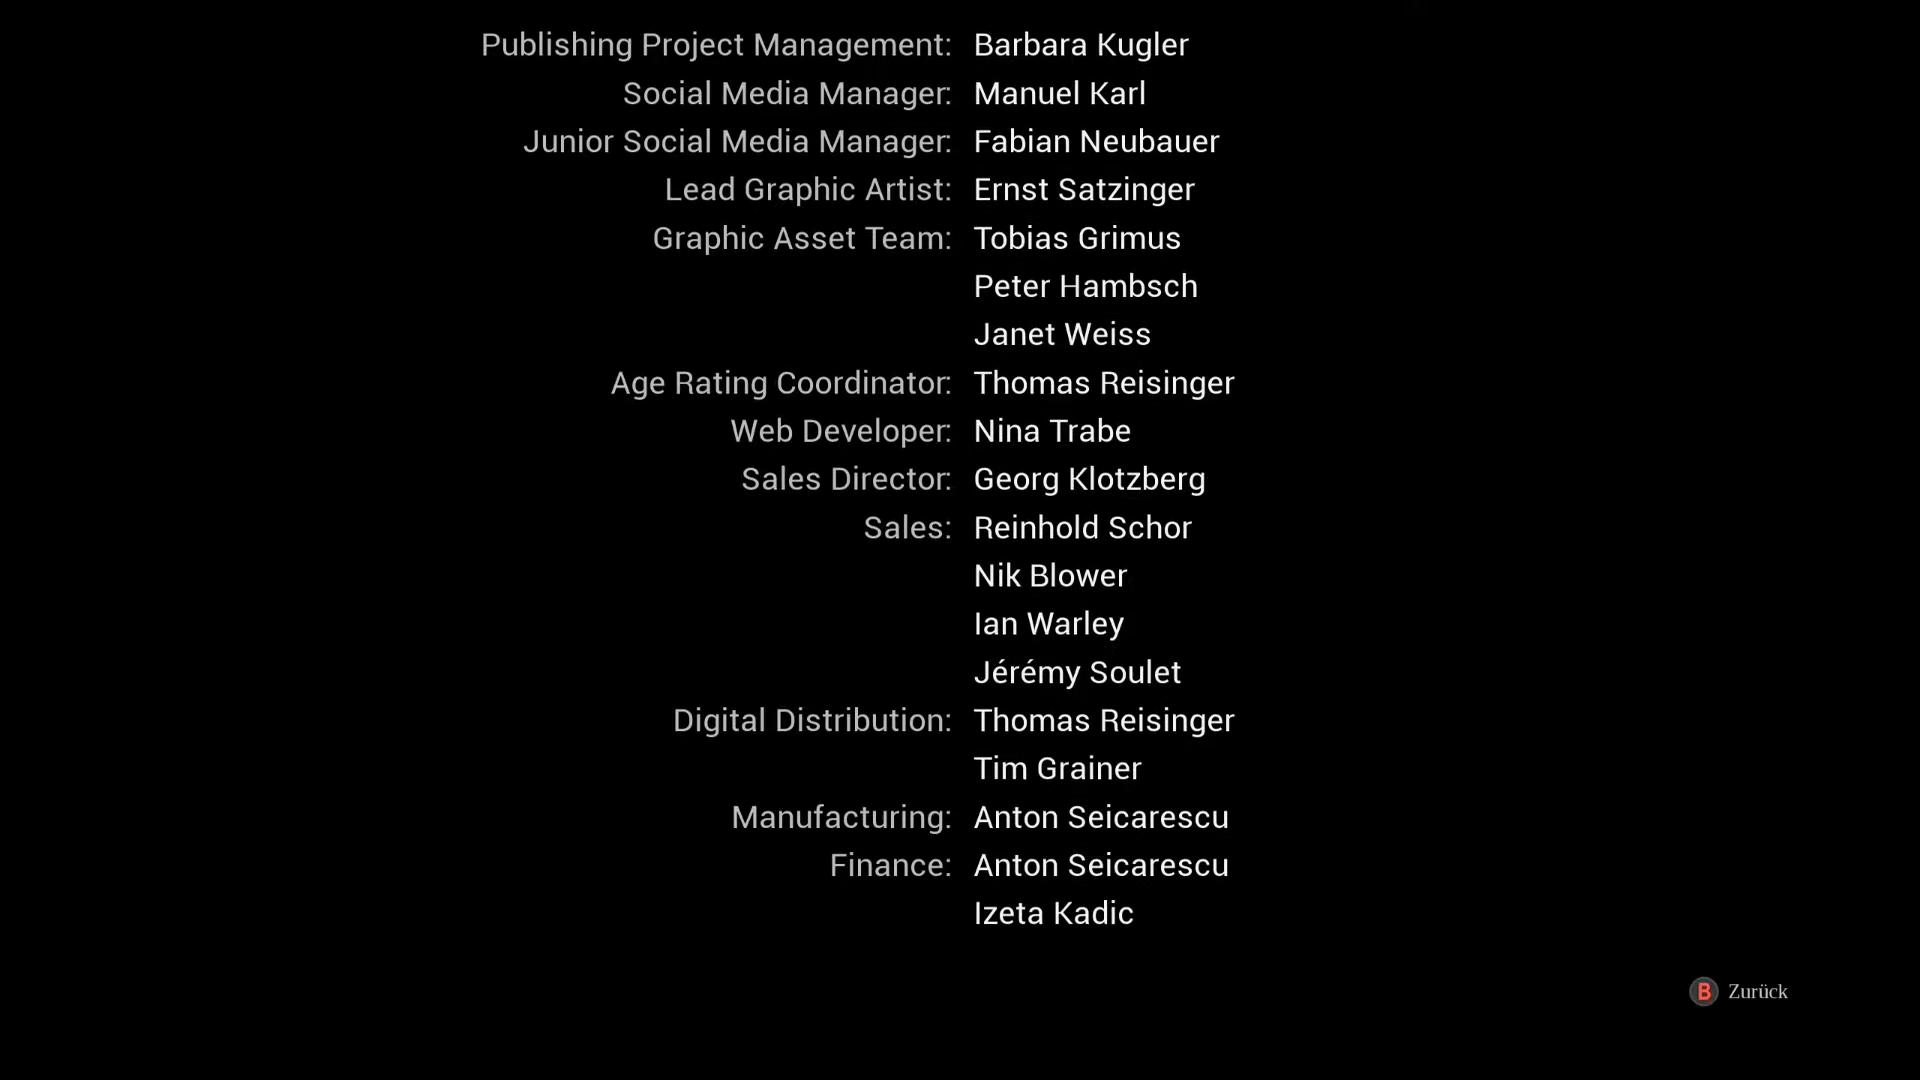 Publishing Project Management: Barbara Kugler
Social Media Manager: Manuel Karl
Junior Social Media Manager: Fabian Neubauer
Lead Graphic Artist: Ernst Satzinger
Graphic Asset Team: Tobias Grimus
Peter Hambsch
Janet Weiss
Age Rating Coordinator: Thomas Reisinger
Web Developer: Nina Trabe
Sales Director: Georg Klotzberg
Sales: Reinhold Schor
Nik Blower
Ian Warley
Jérémy Soulet
Digital Distribution: Thomas Reisinger
Tim Grainer
Manufacturing: Anton Seicarescu
Finance: Anton Seicarescu
Izeta Kadic
B Zurück